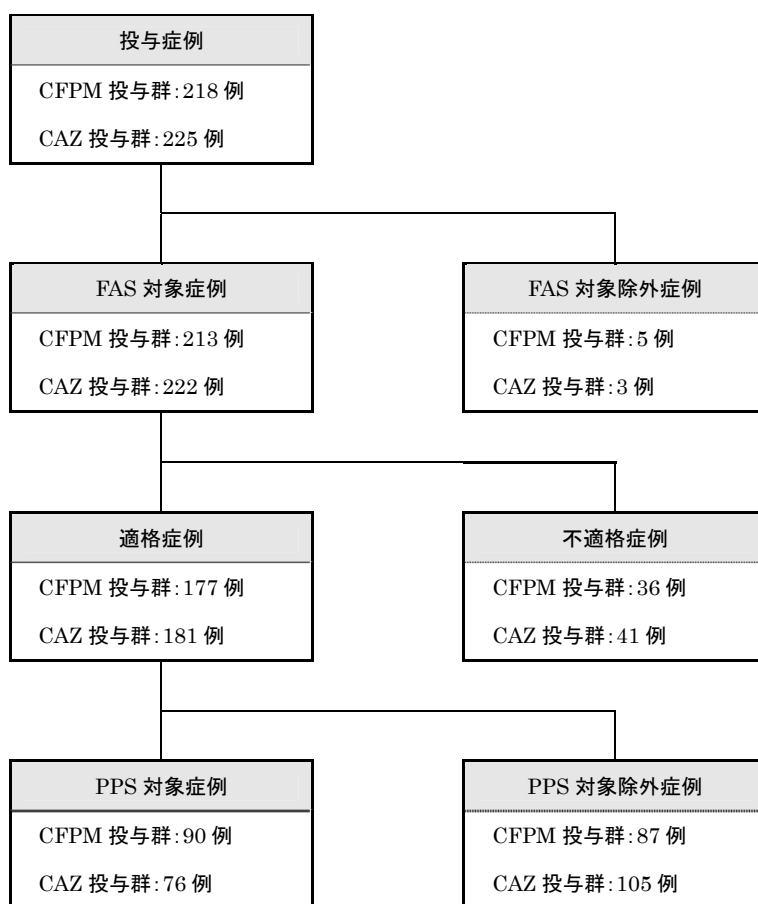 投与症例
CFPM 投与群:218 例
CAZ 投与群:225 例
FAS 対象症例
CFPM 投与群:213 例
CAZ 投与群:222 例
FAS 対象除外症例
CFPM 投与群:5 例
CAZ 投与群:3 例
適格症例
CFPM 投与群:177 例
CAZ 投与群:181 例
不適格症例
CFPM 投与群:36 例
CAZ 投与群:41 例
PPS 対象症例
CFPM 投与群:90 例
CAZ 投与群:76 例
PPS 対象除外症例
CFPM 投与群:87 例
CAZ 投与群:105 例